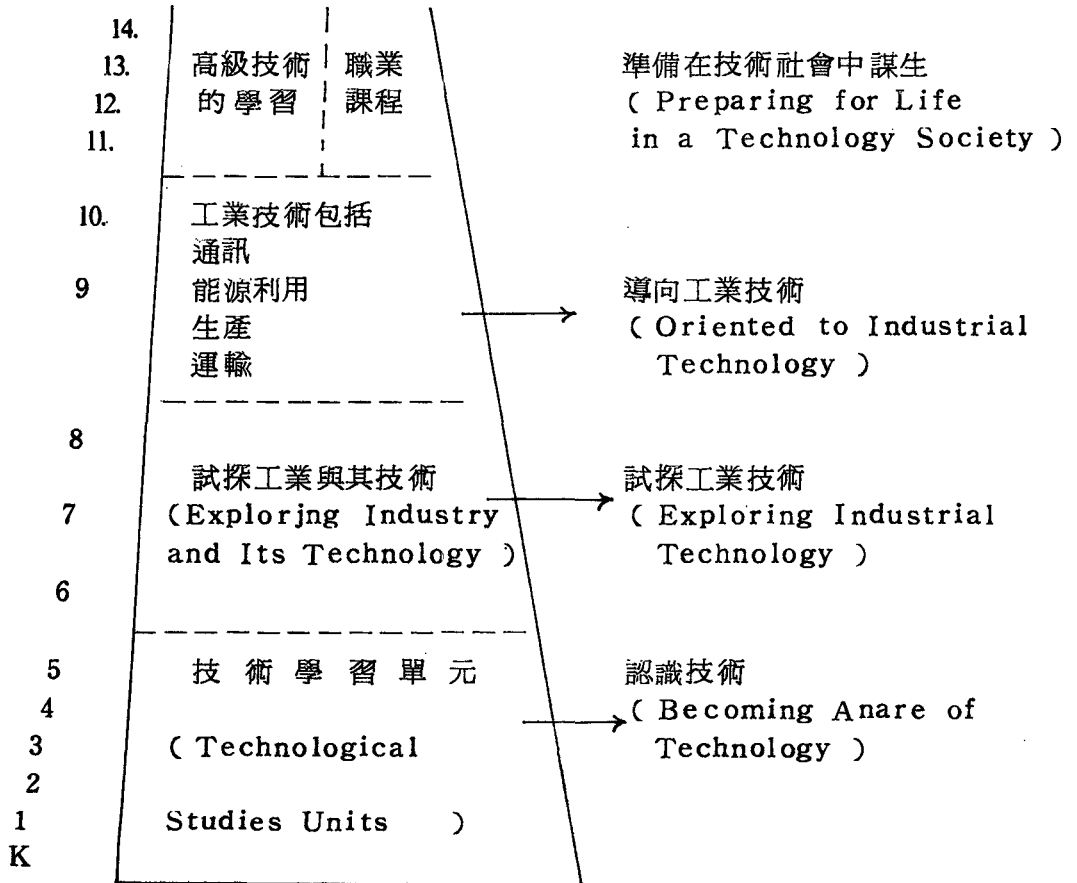 14.
13. 高級技術 職業 準備在技術社會中謀生
12. 的學習 課程 ( Preparing for Life
11. in a Technology Society )
10. 工業技術包括
通訊
9 能源利用 導向工業技術
生產 ( Oriented to Industrial
運輸 Technology )
8
試探工業與其技術 試探工業技術
7 (Explorjng Industry ( Exploring Industrial
and Its Technology ) Technology )
6
5 技術學習單元 認識技術
4 ( Becoming Anare of
3 ( Technological Technology )
2
1 Studies Units )
K